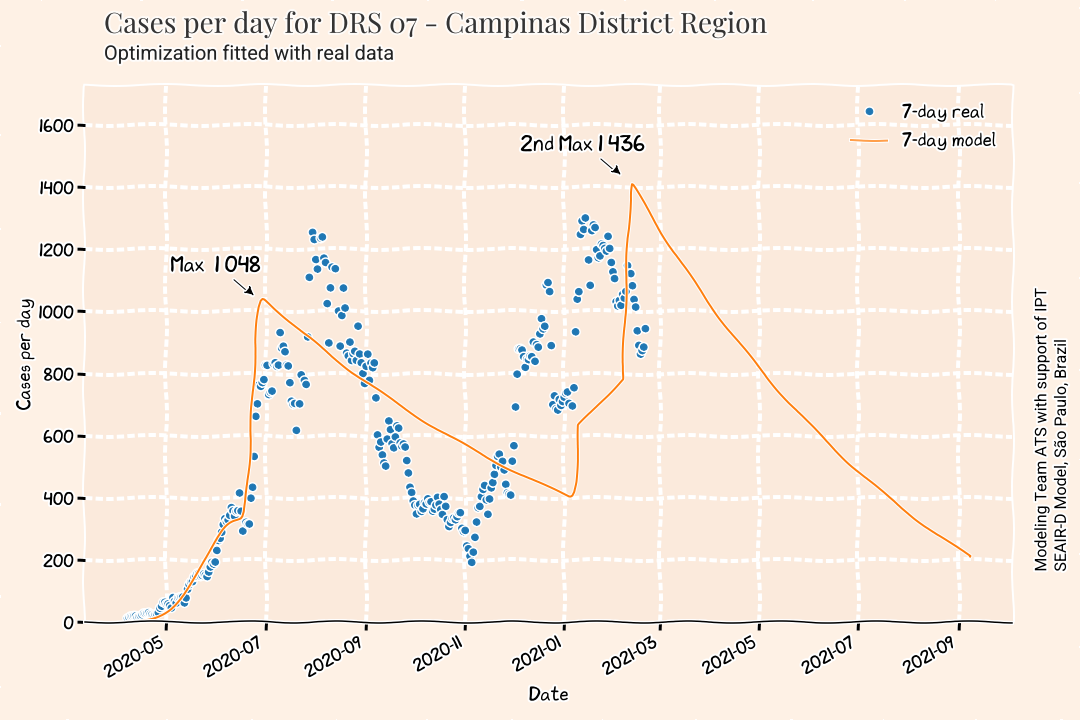 Cases per day for DRS 07 - Campinas District Region
Optimization fitted with real data
7-day real
7-day model
2nd Max 1436
Max 1048
Cases per day
1600
1400
1200
1000
800
600
400
200
0
2020-05
2020-07
2020-09
2020-11
2021-01
2021-03
2021-05
2021-07
2021-09
Date
Modeling Team ATS with support of IPT
SEAIR-D Model, São Paulo, Brazil